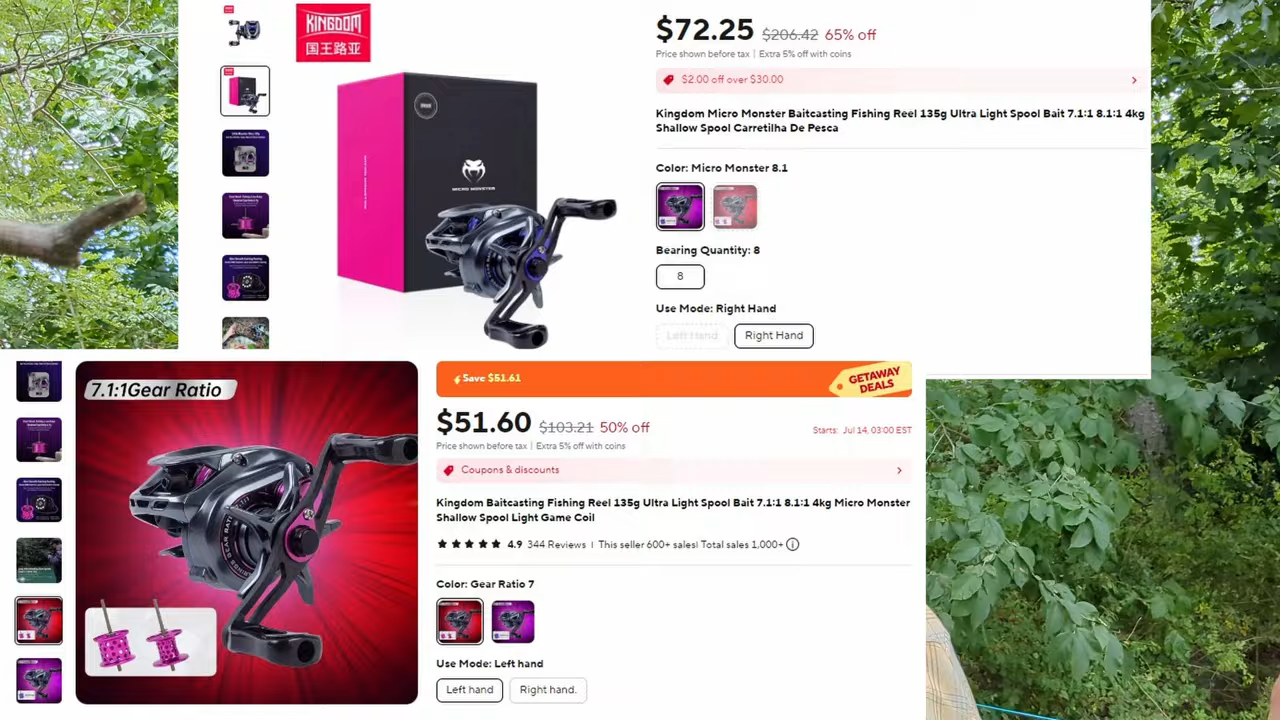 KINGDOM
国王路亚
MICRO MONSTER
$72.25 $206.42 65% off
Price shown before tax | Extra 5% off with coins
$2.00 off over $30.00
Kingdom Micro Monster Baitcasting Fishing Reel 135g Ultra Light Spool Bait 7.1:1 8.1:1 4kg
Shallow Spool Carretilha De Pesca
Color: Micro Monster 8.1
Bearing Quantity: 8
8
Use Mode: Right Hand
Left Hand Right Hand
7.1:1Gear Ratio
Save $51.61
GETAWAY
DEALS
$51.60 $103.21 50% off
Starts: Jul 14, 03:00 EST
Price shown before tax | Extra 5% off with coins
Coupons & discounts
Kingdom Baitcasting Fishing Reel 135g Ultra Light Spool Bait 7.1:1 8.1:1 4kg Micro Monster
Shallow Spool Light Game Coil
4.9 344 Reviews | This seller 600+ sales| Total sales 1,000+
Color: Gear Ratio 7
Use Mode: Left hand
Left hand Right hand.